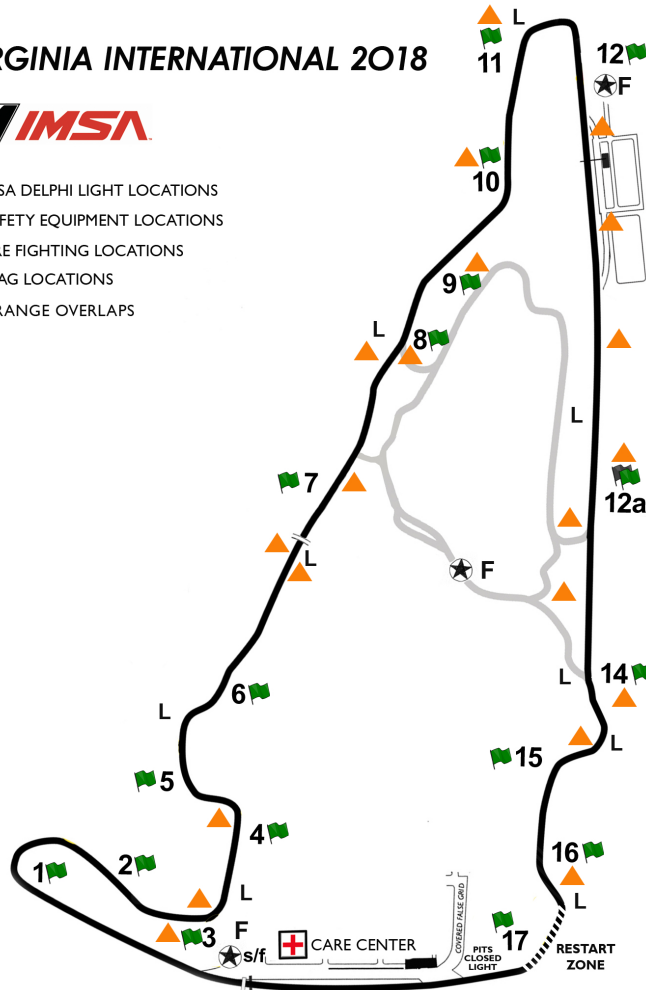 RGINIA INTERNATIONAL 2018
IMSA
SA DELPHI LIGHT LOCATIONS
FETY EQUIPMENT LOCATIONS
RE FIGHTING LOCATIONS
AG LOCATIONS
RANGE OVERLAPS
L
11
12
F
10
9
L
8
L
7
12a
L
F
14
L
6
L
L
15
5
4
16
2
1
L
L
3
F
s/f
CARE CENTER
COVERED FALSE GRID
17
PITS
CLOSED
LIGHT
RESTART
ZONE